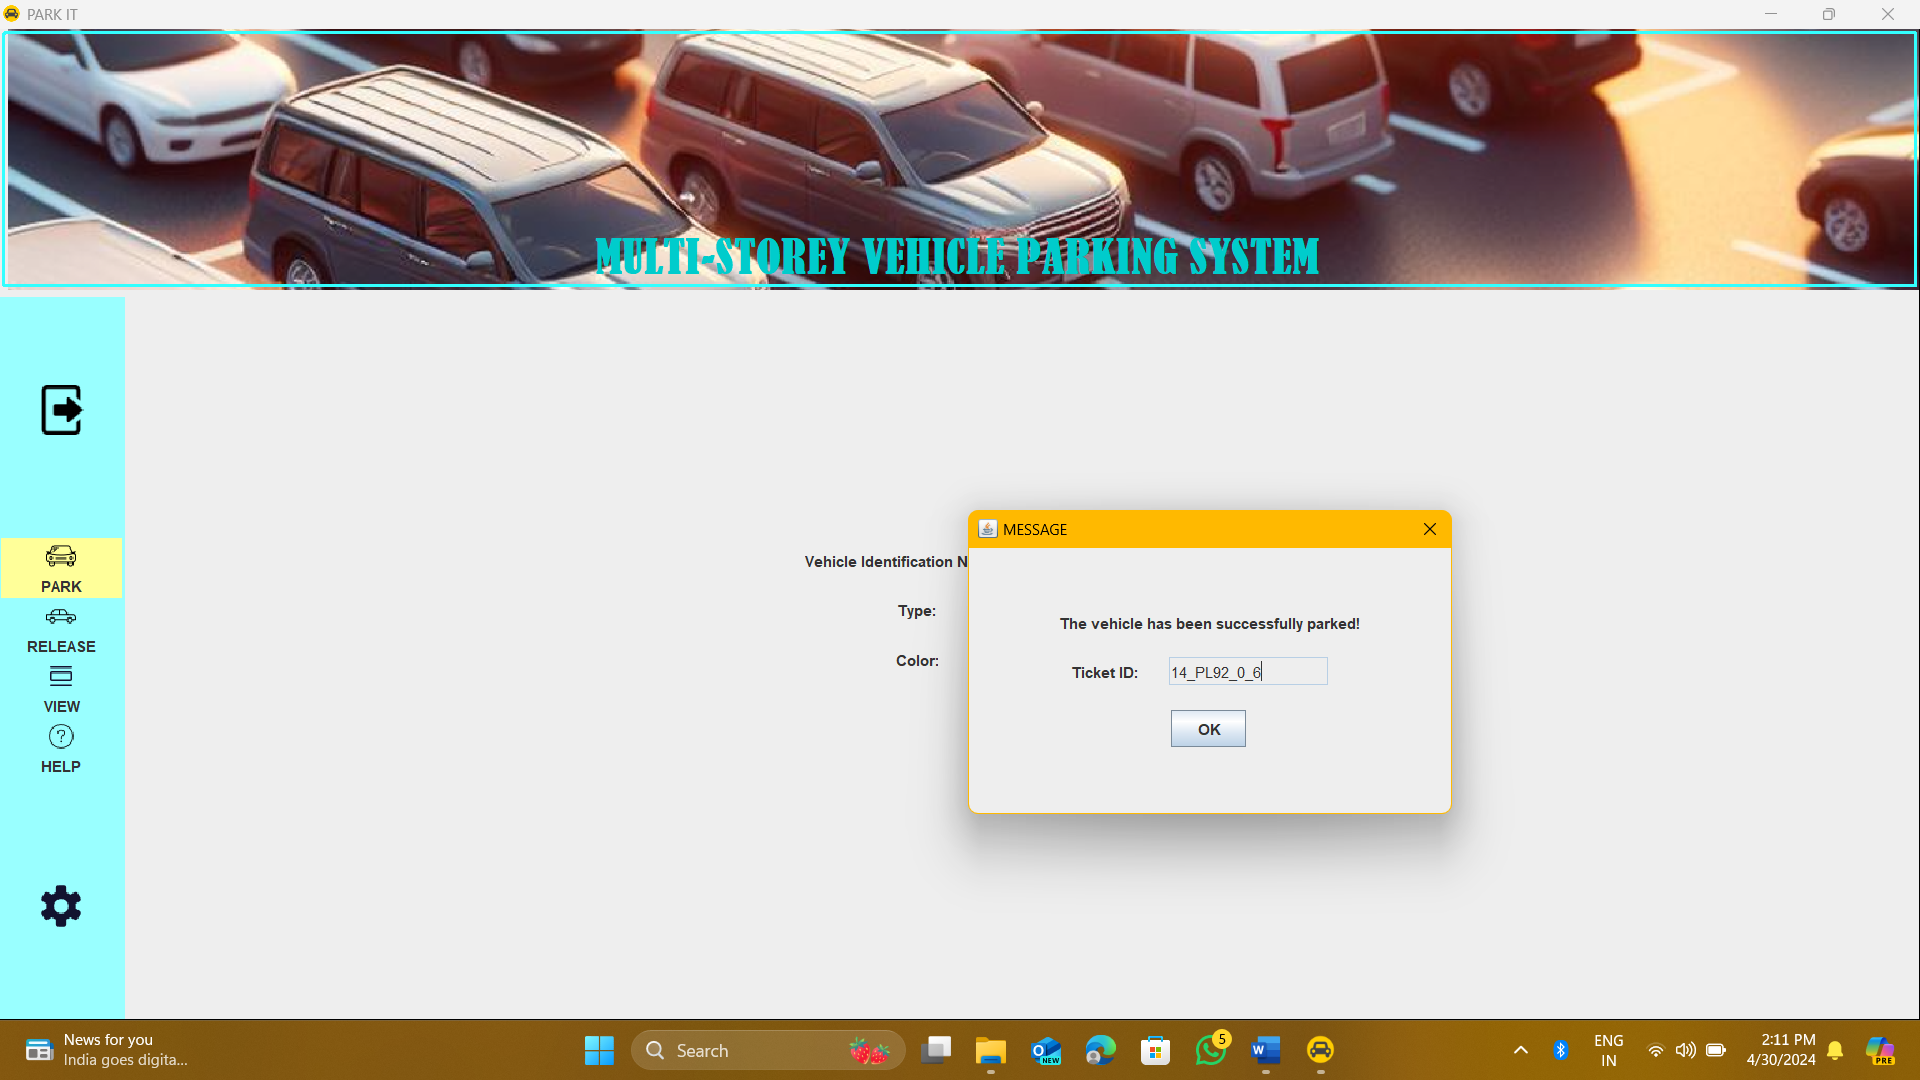 PARK IT
MULTI-STOREY VEHICLE PARKING SYSTEM
PARK
RELEASE
VIEW
?
HELP
Vehicle Identification N
Type:
Color:
MESSAGE
The vehicle has been successfully parked!
Ticket ID: 14_PL92_0_6
OK
News for you
India goes digita...
Search
NEW
5
ENG
IN
2:11 PM
4/30/2024
PRE